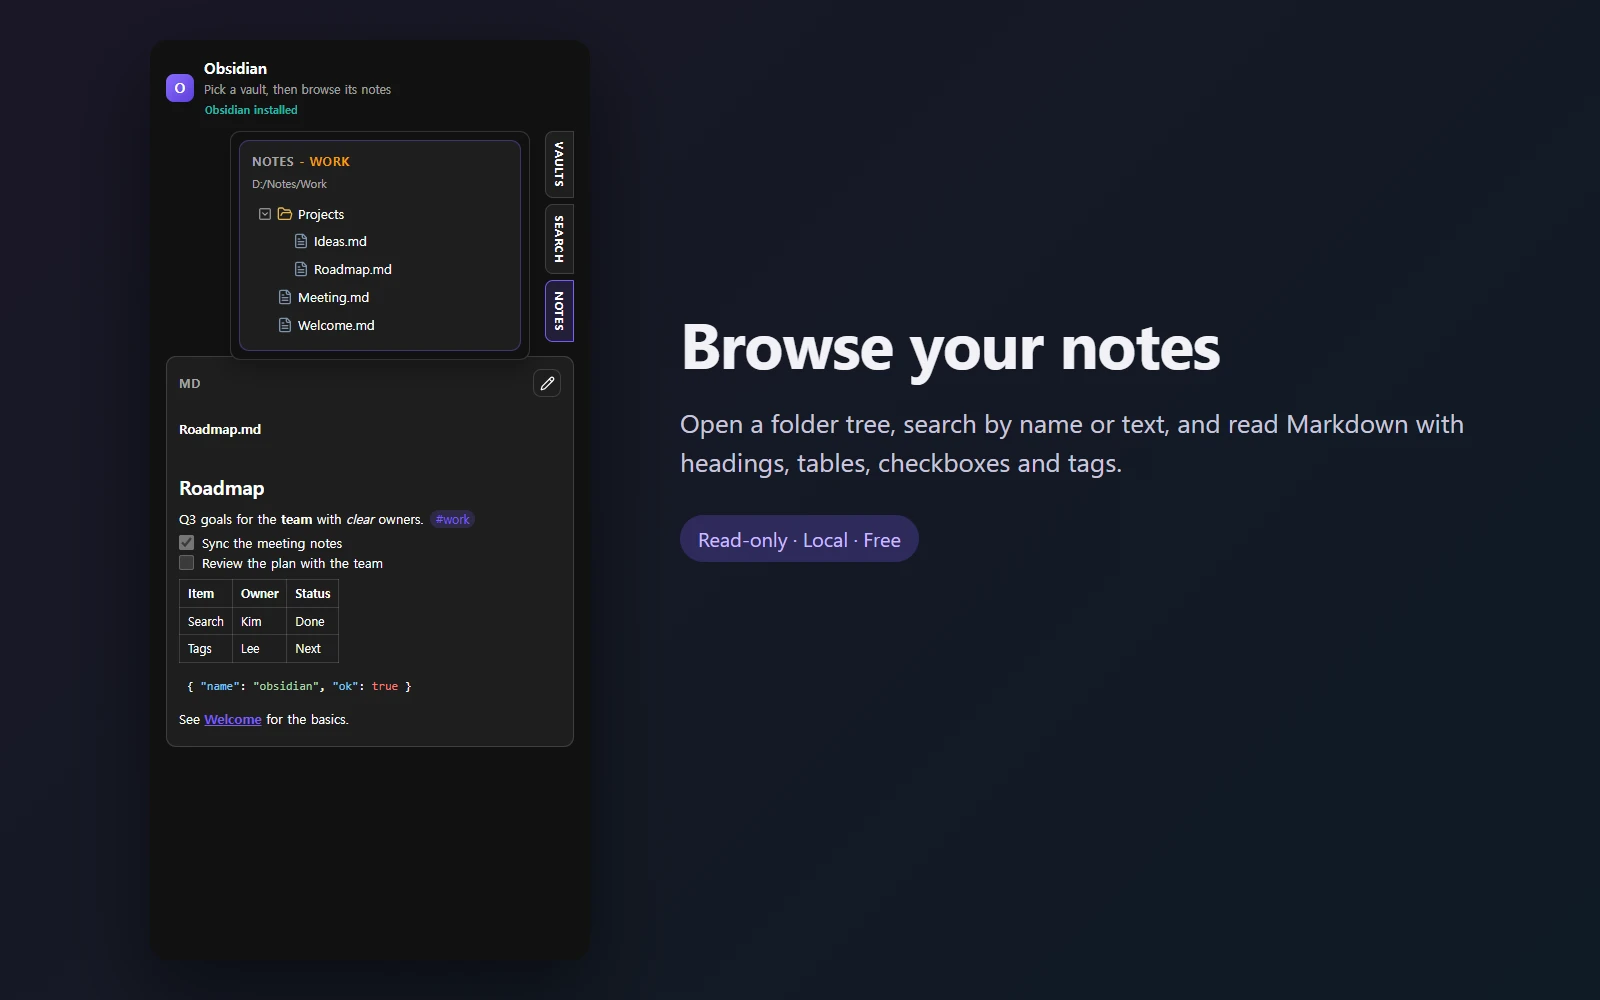 O
Obsidian
Pick a vault, then browse its notes
Obsidian installed
NOTES - WORK
D:/Notes/Work
Projects
Ideas.md
Roadmap.md
Meeting.md
Welcome.md
VAULTS
SEARCH
NOTES
MD
Roadmap.md
Roadmap
Q3 goals for the team with clear owners. #work
Sync the meeting notes
Review the plan with the team
Item Owner Status
Search Kim Done
Tags Lee Next
{ "name": "obsidian", "ok": true }
See Welcome for the basics.
Browse your notes
Open a folder tree, search by name or text, and read Markdown with
headings, tables, checkboxes and tags.
Read-only · Local · Free